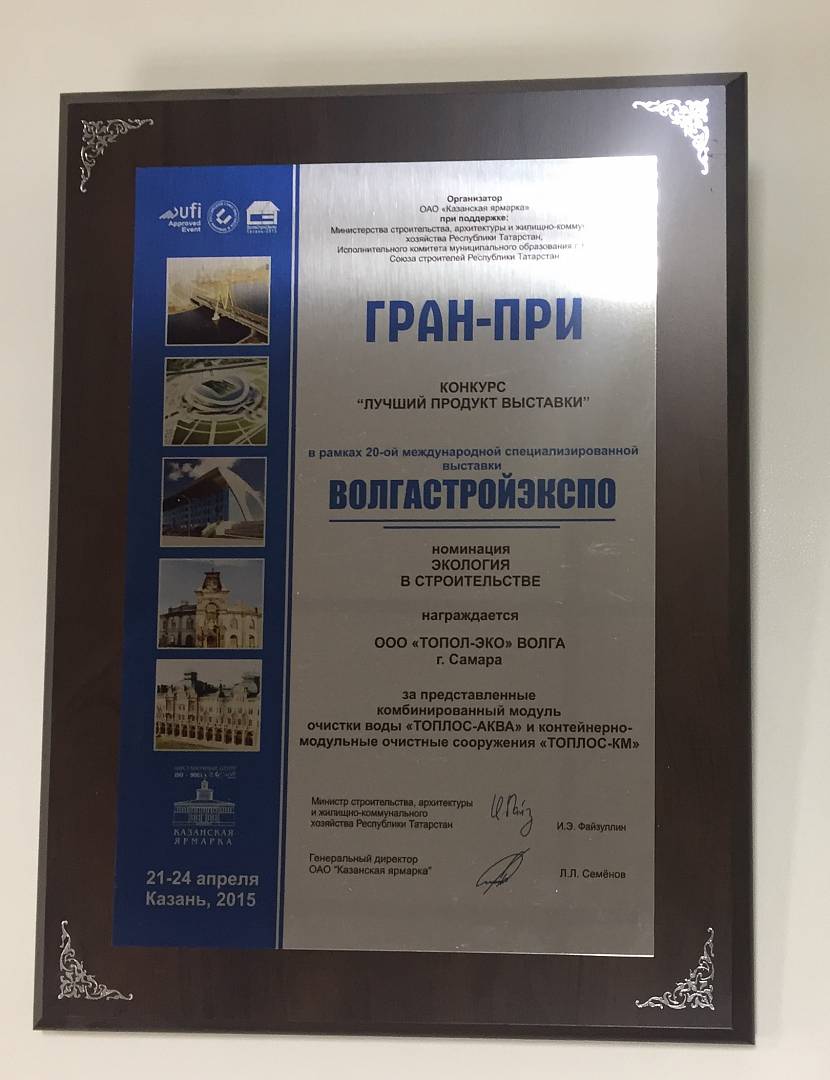 ufi
Approved
Event
Организатор
ОАО «Казанская ярмарка»
при поддержке:
Министерства строительства, архитектуры и жилищно-комму
хозяйства Республики Татарстан,
Исполнительного комитета муниципального образования г.
Союза строителей Республики Татарстан
ГРАН-ПРИ
КОНКУРС
“ЛУЧШИЙ ПРОДУКТ ВЫСТАВКИ”
в рамках 20-ой международной специализированной
выставки
ВОЛГАСТРОЙЭКСПО
номинация
ЭКОЛОГИЯ
В СТРОИТЕЛЬСТВЕ
награждается
ООО «ТОПОЛ-ЭКО» ВОЛГА
г. Самара
за представленные
комбинированный модуль
очистки воды «ТОПЛОС-АКВА» и контейнерно-
модульные очистные сооружения «ТОПЛОС-КМ»
Министр строительства, архитектуры
и жилищно-коммунального
хозяйства Республики Татарстан
И.Э. Файзуллин
Генеральный директор
ОАО "Казанская ярмарка"
Л.Л. Семёнов
КАЗАНСКАЯ
ЯРМАРКА
21-24 апреля
Казань, 2015